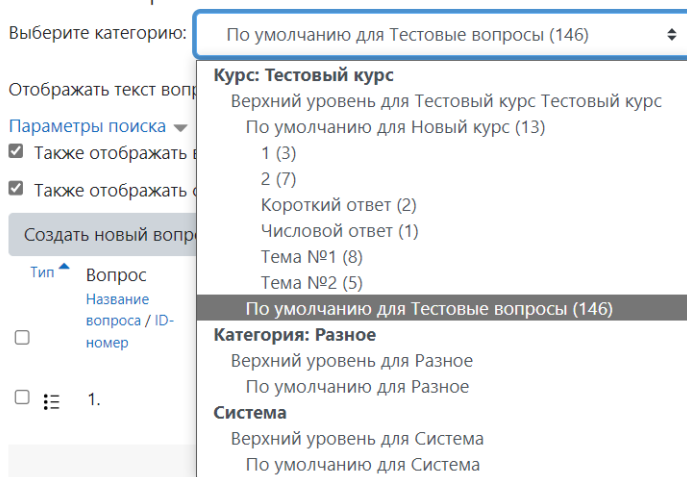 Выберите категорию:
По умолчанию для Тестовые вопросы (146)
Курс: Тестовый курс
Верхний уровень для Тестовый курс Тестовый курс
По умолчанию для Новый курс (13)
1 (3)
2 (7)
Короткий ответ (2)
Числовой ответ (1)
Тема №1 (8)
Тема №2 (5)
По умолчанию для Тестовые вопросы (146)
Категория: Разное
Верхний уровень для Разное
По умолчанию для Разное
Система
Верхний уровень для Система
По умолчанию для Система
Отображать текст
Параметры поиска
Также отображать
Также отображать
Создать новый
Тип
Вопрос
Название
вопроса / ID-
номер
1.